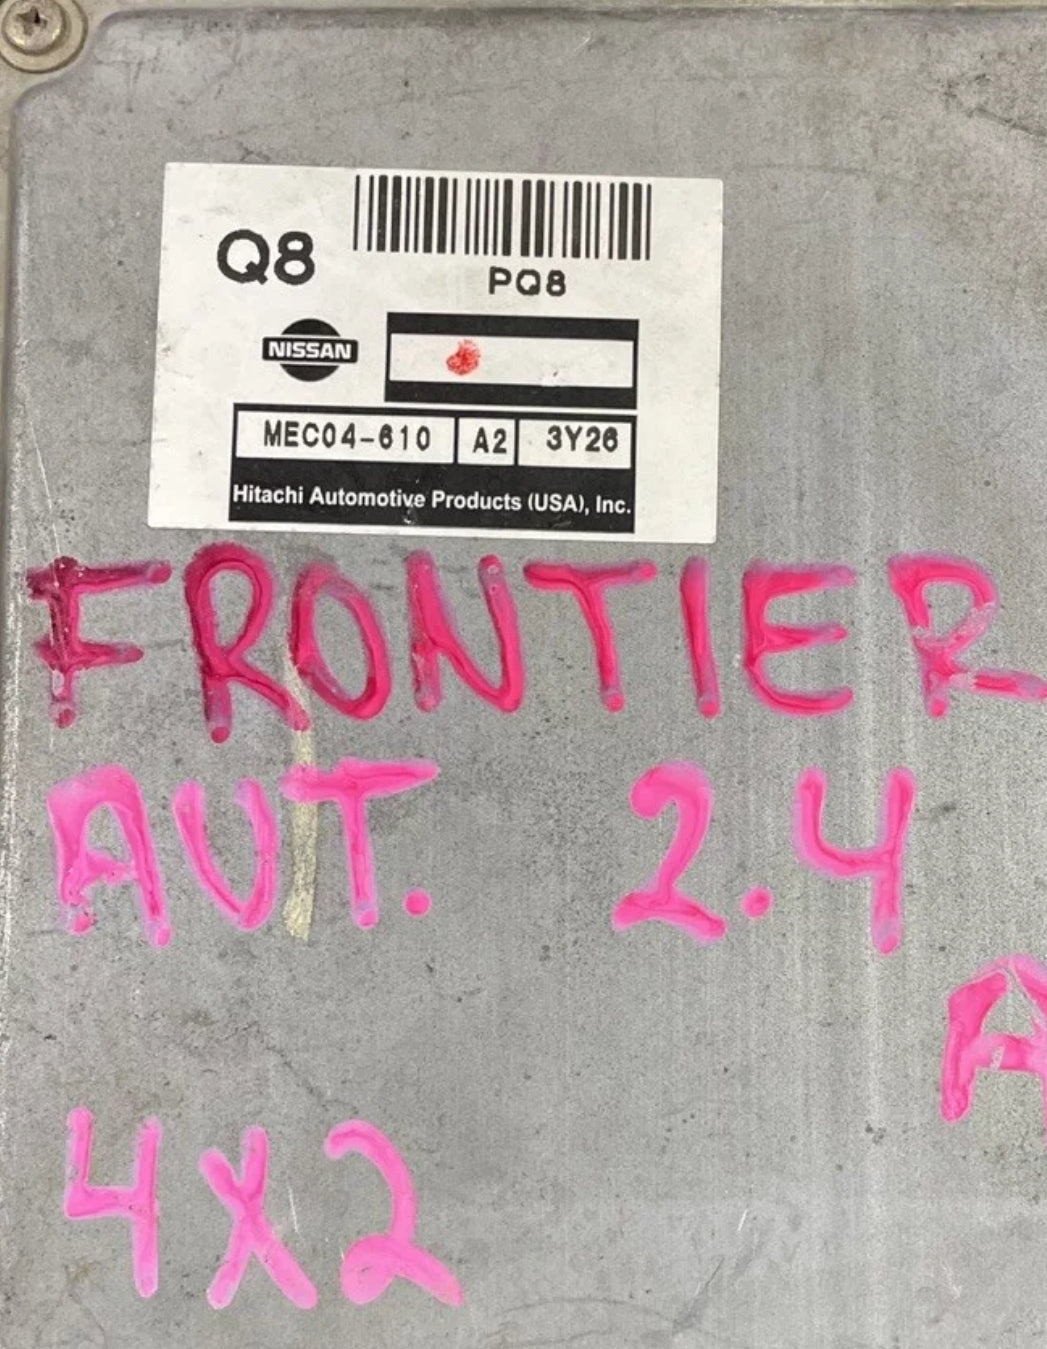 Q8
PQ8
NISSAN
MEC04-610 A2 3Y26
Hitachi Automotive Products (USA), Inc.
FRONTIER
AUT. 2.4
A
4X2